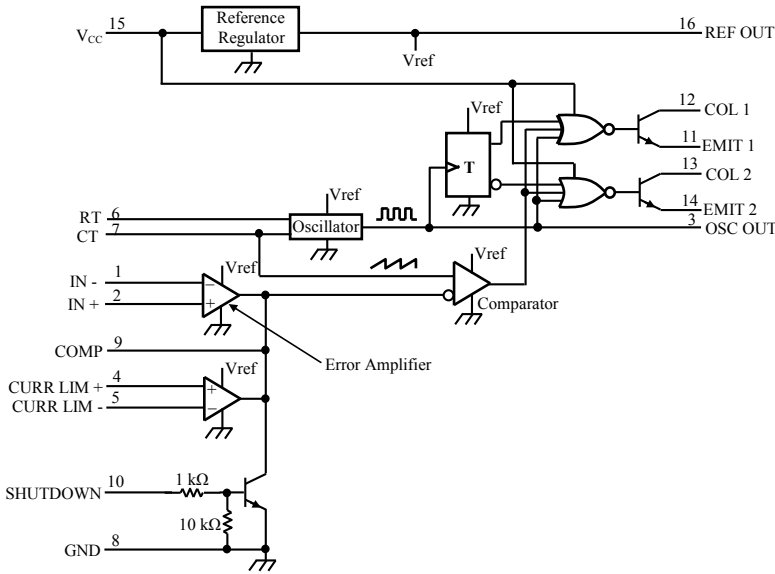 15
V_CC
Reference
Regulator
16
REF OUT
Vref
Vref
T
12
COL 1
11
EMIT 1
13
COL 2
14
EMIT 2
3
OSC OUT
RT
6
CT
7
Vref
Oscillator
IN -
1
IN +
2
Vref
−
+
Vref
Comparator
COMP
9
Error Amplifier
CURR LIM +
4
CURR LIM -
5
Vref
+
−
SHUTDOWN
10
1 kΩ
10 kΩ
GND
8